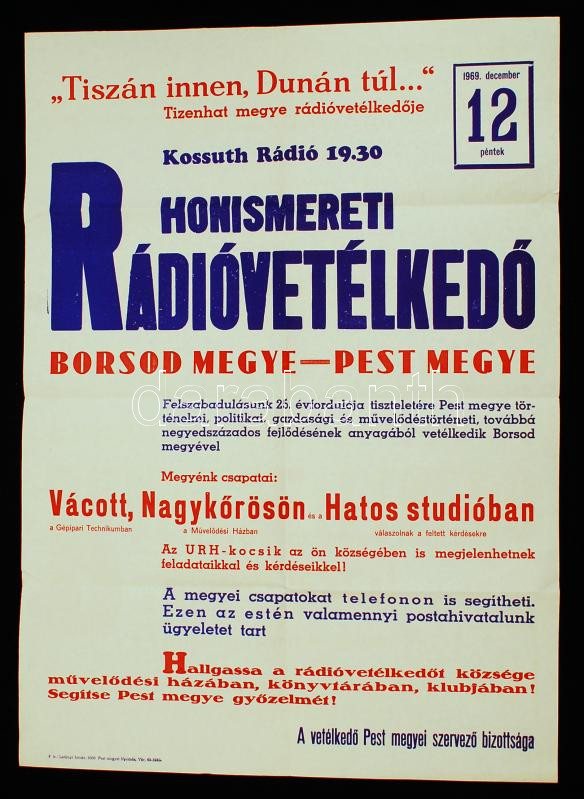 „Tiszán innen, Dunán túl...“
Tizenhat megye rádióvetélkedője
1969. december
12
péntek
Kossuth Rádió 19.30
HONISMERETI
RÁDIÓVETÉLKEDŐ
BORSOD MEGYE—PEST MEGYE
darabanth
Felszabadulásunk 25. évfordulója tiszteletére Pest megye tör-
ténelmi, politikai, gazdasági és művelődéstörténeti, továbbá
negyedszázados fejlődésének anyagából vetélkedik Borsod
megyével
Megyénk csapatai:
Vácott, Nagykőrösön és a Hatos studióban
a Gépipari Technikumban a Művelődési Házban válaszolnak a feltett kérdésekre
Az URH-kocsik az ön községében is megjelenhetnek
feladataikkal és kérdéseikkel!
A megyei csapatokat telefonon is segítheti.
Ezen az estén valamennyi postahivatalunk
ügyeletet tart
Hallgassa a rádióvetélkedőt községe
művelődési házában, könyvtárában, klubjában!
Segítse Pest megye győzelmét!
A vetélkedő Pest megyei szervező bizottsága